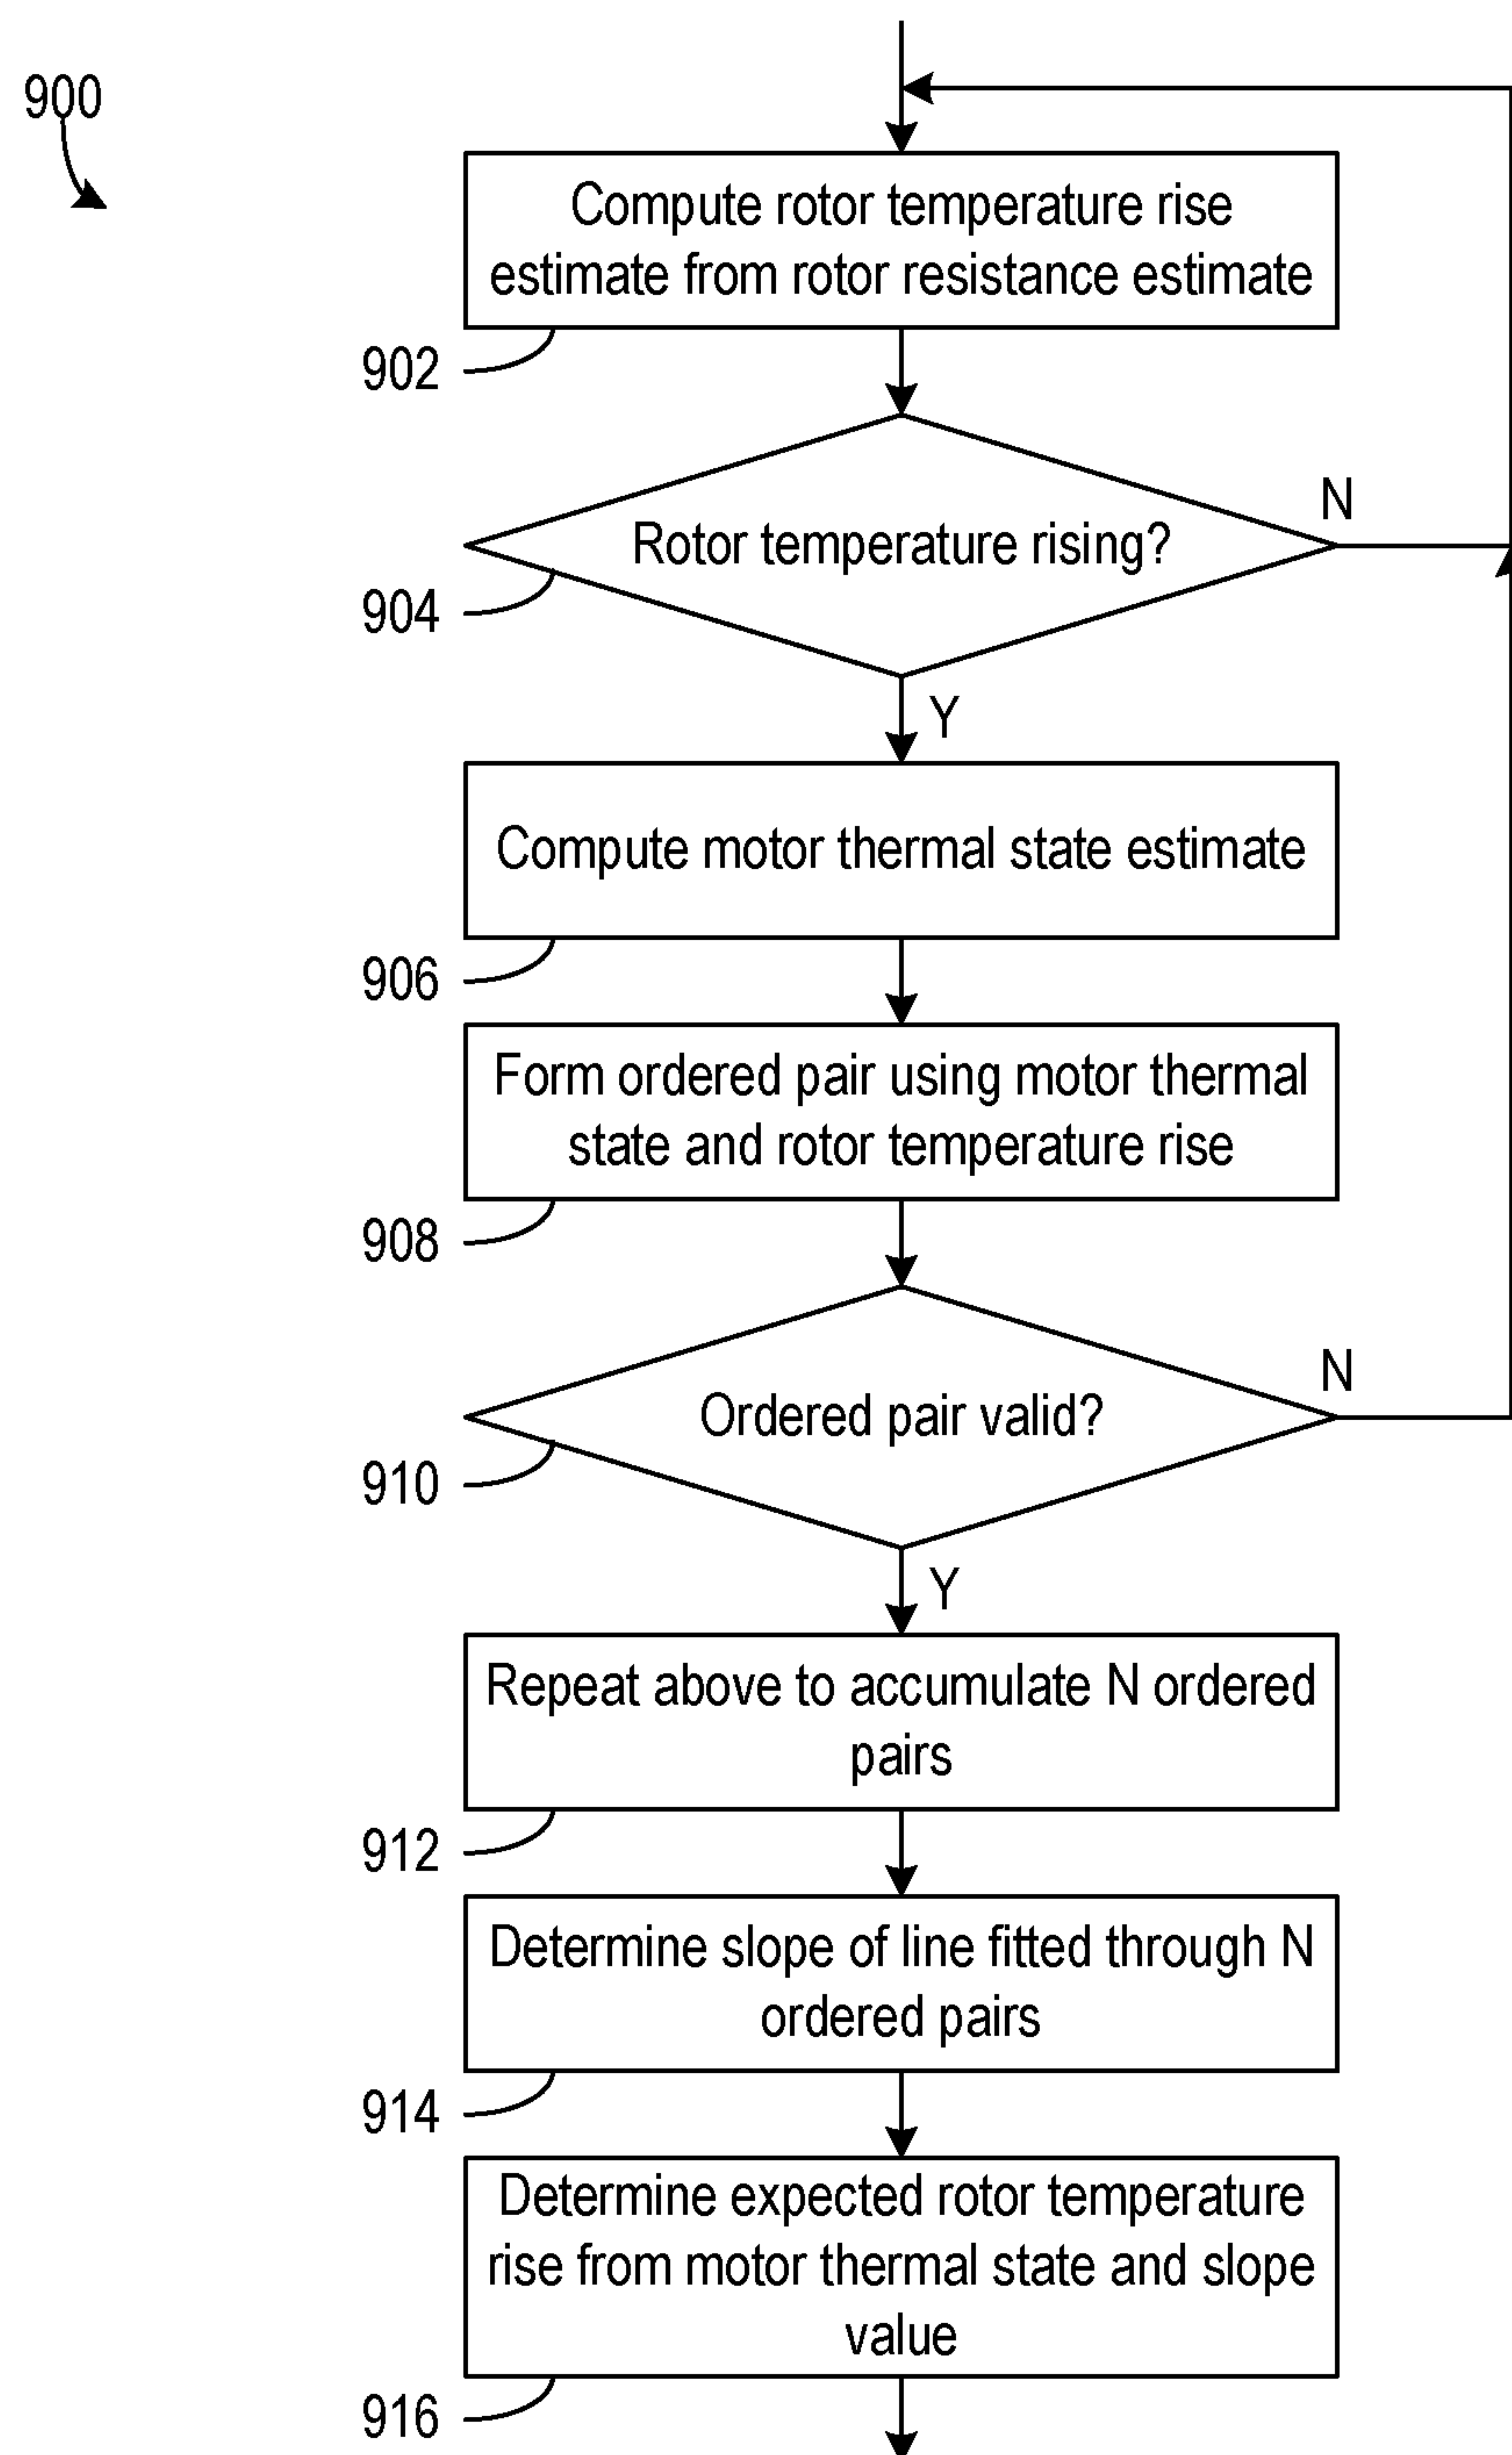 900
Compute rotor temperature rise
estimate from rotor resistance estimate
902
Rotor temperature rising?
N
904
Y
Compute motor thermal state estimate
906
Form ordered pair using motor thermal
state and rotor temperature rise
908
Ordered pair valid?
N
910
Y
Repeat above to accumulate N ordered
pairs
912
Determine slope of line fitted through N
ordered pairs
914
Determine expected rotor temperature
rise from motor thermal state and slope
value
916